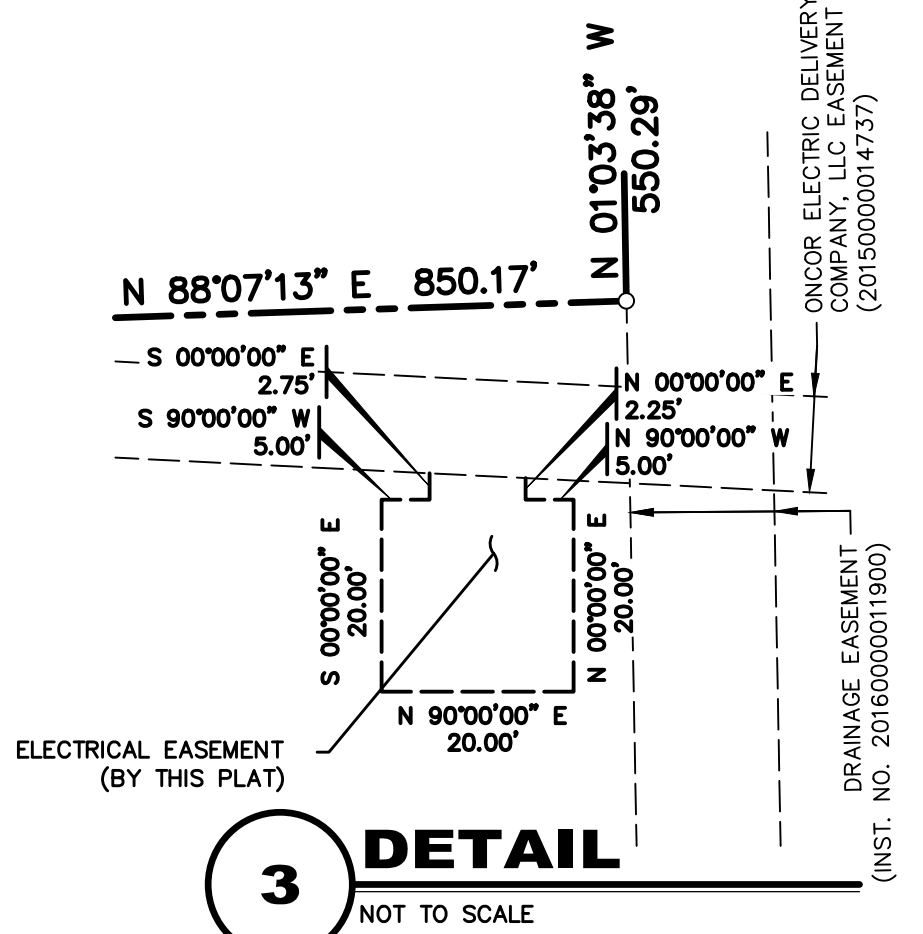 N 01°03'38" W
550.29'
ONCOR ELECTRIC DELIVERY
COMPANY, LLC EASEMENT
(201500000014737)
N 88°07'13" E 850.17'
S 00°00'00" E
2.75'
S 90°00'00" W
5.00'
N 00°00'00" E
2.25'
N 90°00'00" W
5.00'
S 00°00'00" E
20.00'
N 00°00'00" E
20.00'
N 90°00'00" E
20.00'
ELECTRICAL EASEMENT
(BY THIS PLAT)
DRAINAGE EASEMENT
(INST. NO. 201600000011900)
3
DETAIL
NOT TO SCALE